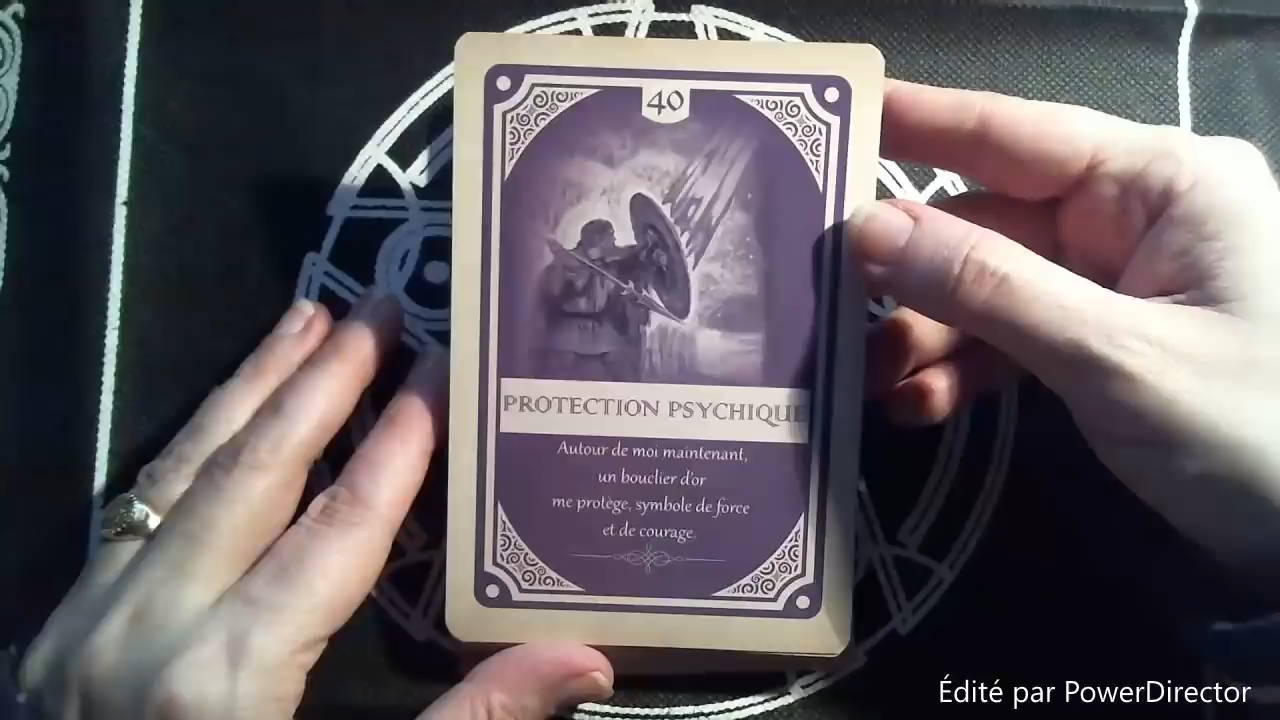 40
PROTECTION PSYCHIQUE
Autour de moi maintenant,
un bouclier d'or
me protège, symbole de force
et de courage.
Édité par PowerDirector